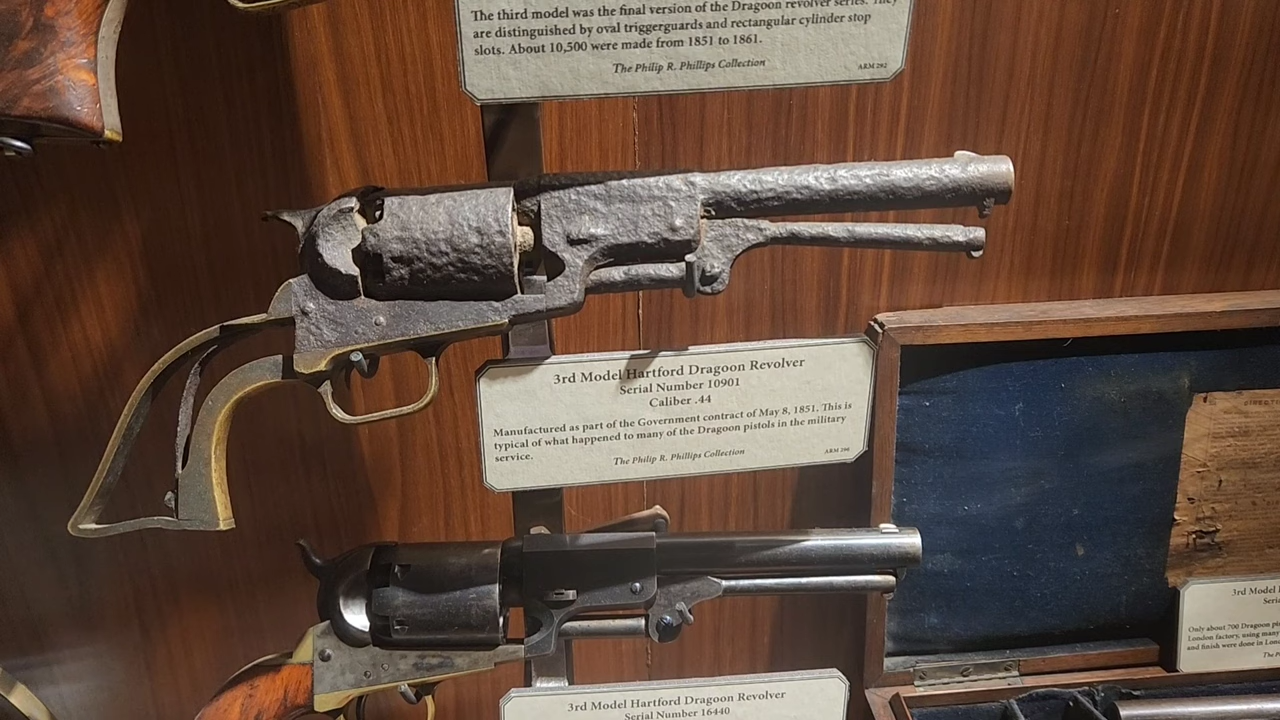 The third model was the final version of the Dragoon revolver series. They
are distinguished by oval triggerguards and rectangular cylinder stop
slots. About 10,500 were made from 1851 to 1861.
The Philip R. Phillips Collection
ARM 292
3rd Model Hartford Dragoon Revolver
Serial Number 10901
Caliber .44
Manufactured as part of the Government contract of May 8, 1851. This is
typical of what happened to many of the Dragoon pistols in the military
service.
The Philip R. Phillips Collection
3rd Model Hartford Dragoon Revolver
Serial Number 16440
3rd Model
Only about 700 Dragoon
London factory, using many
and finish were done in